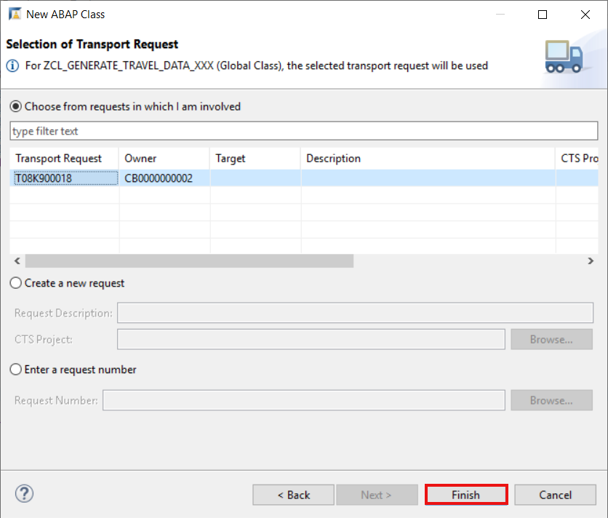 New ABAP Class
Selection of Transport Request
For ZCL_GENERATE_TRAVEL_DATA_XXX (Global Class), the selected transport request will be used
Choose from requests in which I am involved
type filter text
Transport Request Owner Target Description CTS Pro
T08K900018 CB0000000002
Create a new request
Request Description:
CTS Project: Browse...
Enter a request number
Request Number: Browse...
? < Back Next > Finish Cancel